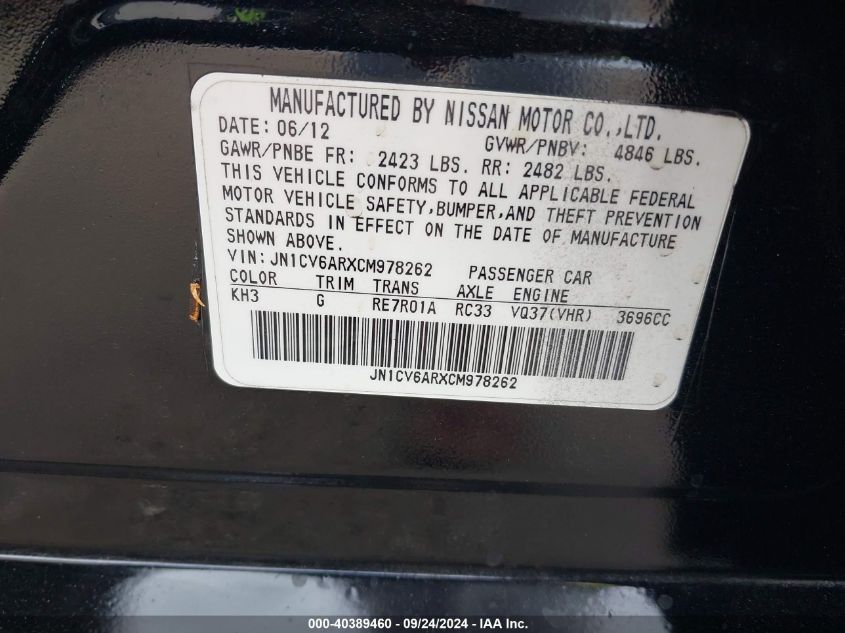 MANUFACTURED BY NISSAN MOTOR CO.,LTD.
DATE: 06/12 GVWR/PNBV: 4846 LBS.
GAWR/PNBE FR: 2423 LBS. RR: 2482 LBS.
THIS VEHICLE CONFORMS TO ALL APPLICABLE FEDERAL
MOTOR VEHICLE SAFETY,BUMPER,AND THEFT PREVENTION
STANDARDS IN EFFECT ON THE DATE OF MANUFACTURE
SHOWN ABOVE.
VIN:JN1CV6ARXCM978262 PASSENGER CAR
COLOR TRIM TRANS AXLE ENGINE
KH3 G RE7R01A RC33 VQ37(VHR) 3696CC
JN1CV6ARXCM978262
000-40389460 - 09/24/2024 - IAA, Inc.